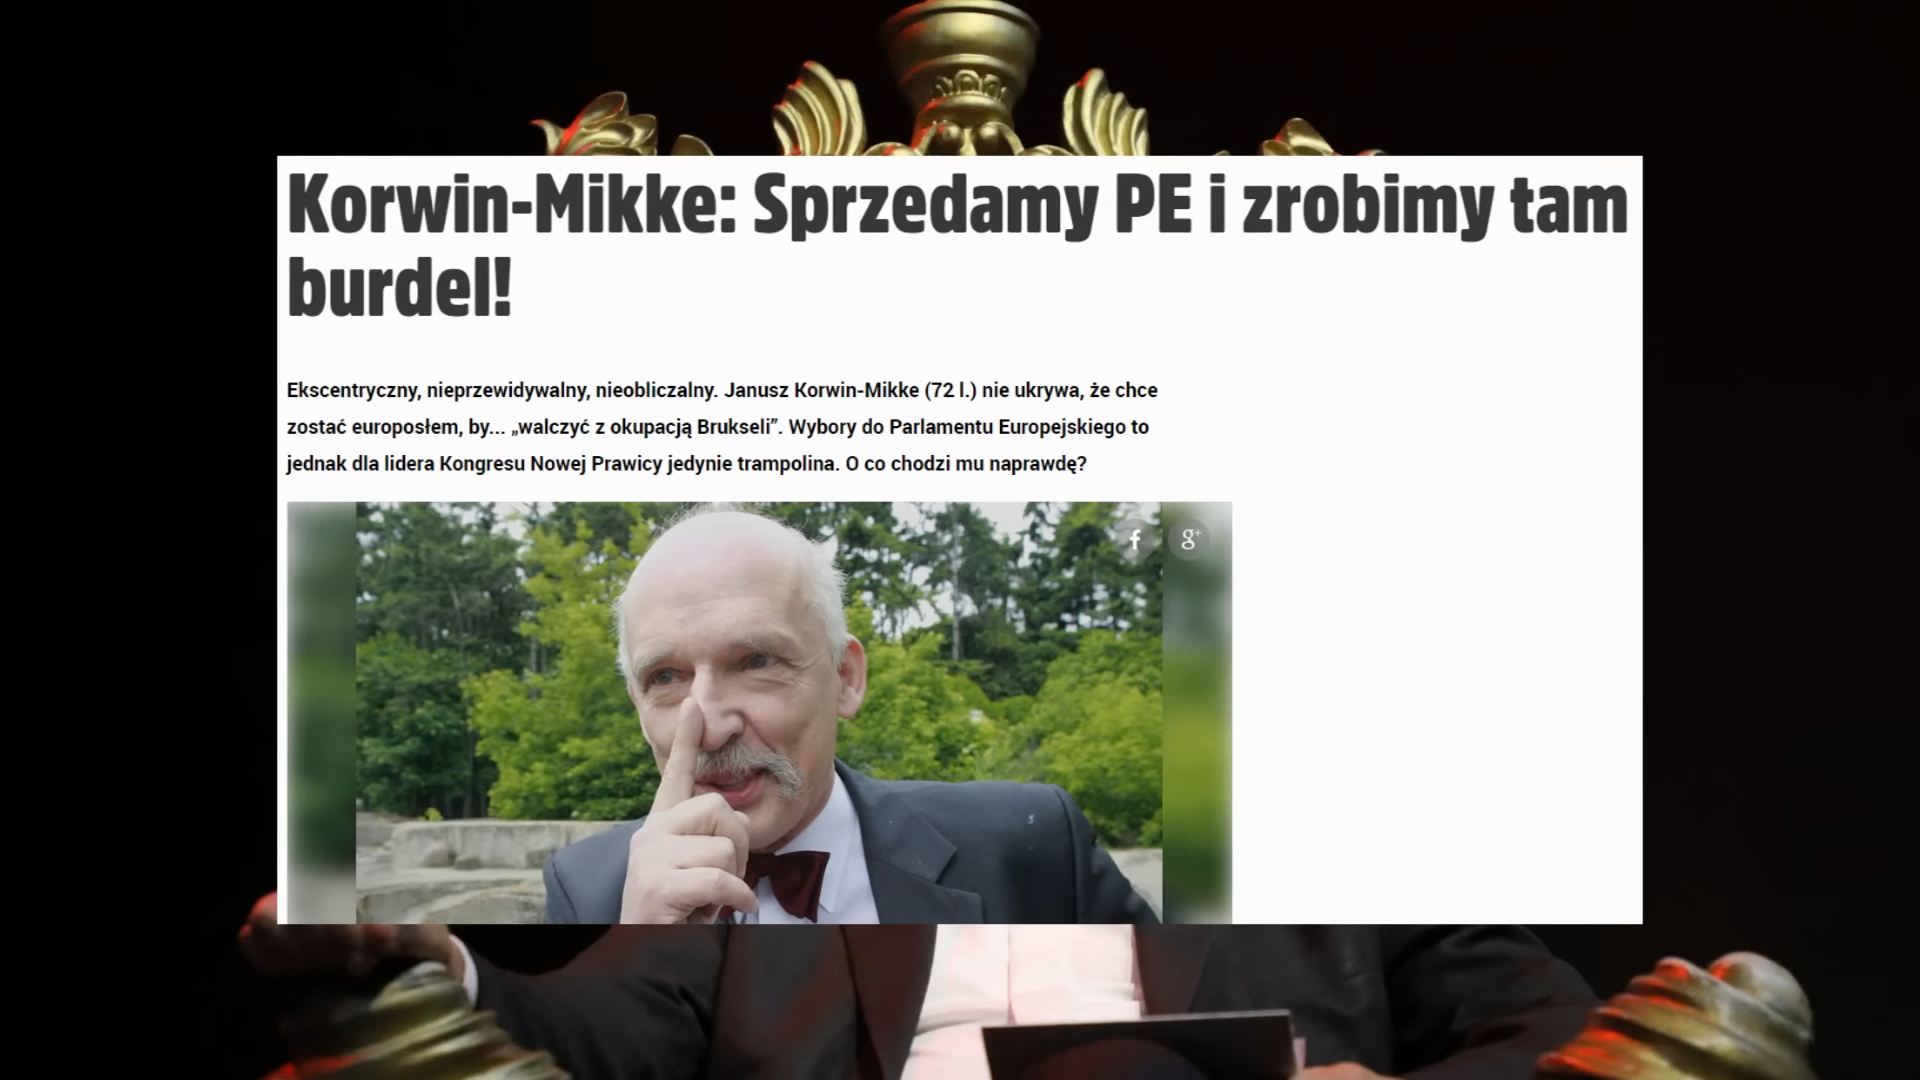 Korwin-Mikke: Sprzedamy PE i zrobimy tam
burdel!
Ekscentryczny, nieprzewidywalny, nieobliczalny. Janusz Korwin-Mikke (72 l.) nie ukrywa, że chce
zostać europosłem, by... „walczyć z okupacją Brukseli”. Wybory do Parlamentu Europejskiego to
jednak dla lidera Kongresu Nowej Prawicy jedynie trampolina. O co chodzi mu naprawdę?
f g+